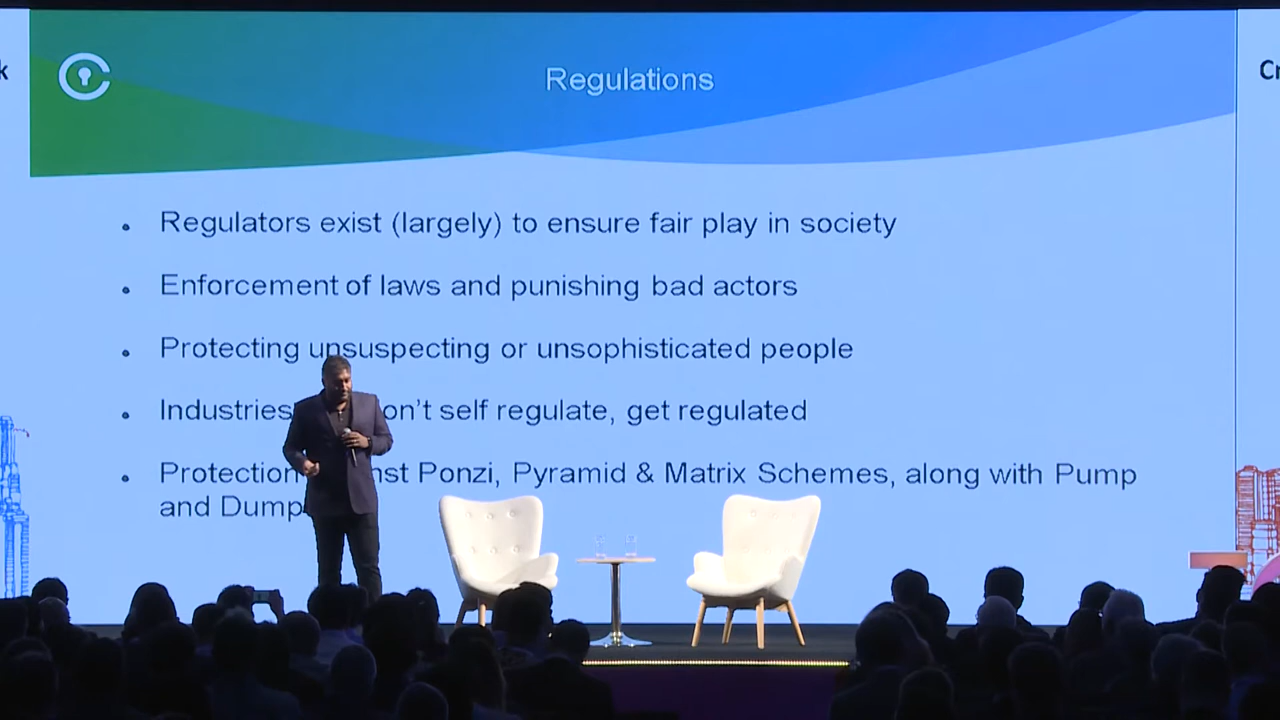 k
Regulations
Cr
Regulators exist (largely) to ensure fair play in society
Enforcement of laws and punishing bad actors
Protecting unsuspecting or unsophisticated people
Industries on't self regulate, get regulated
Protection nst Ponzi, Pyramid & Matrix Schemes, along with Pump
and Dump